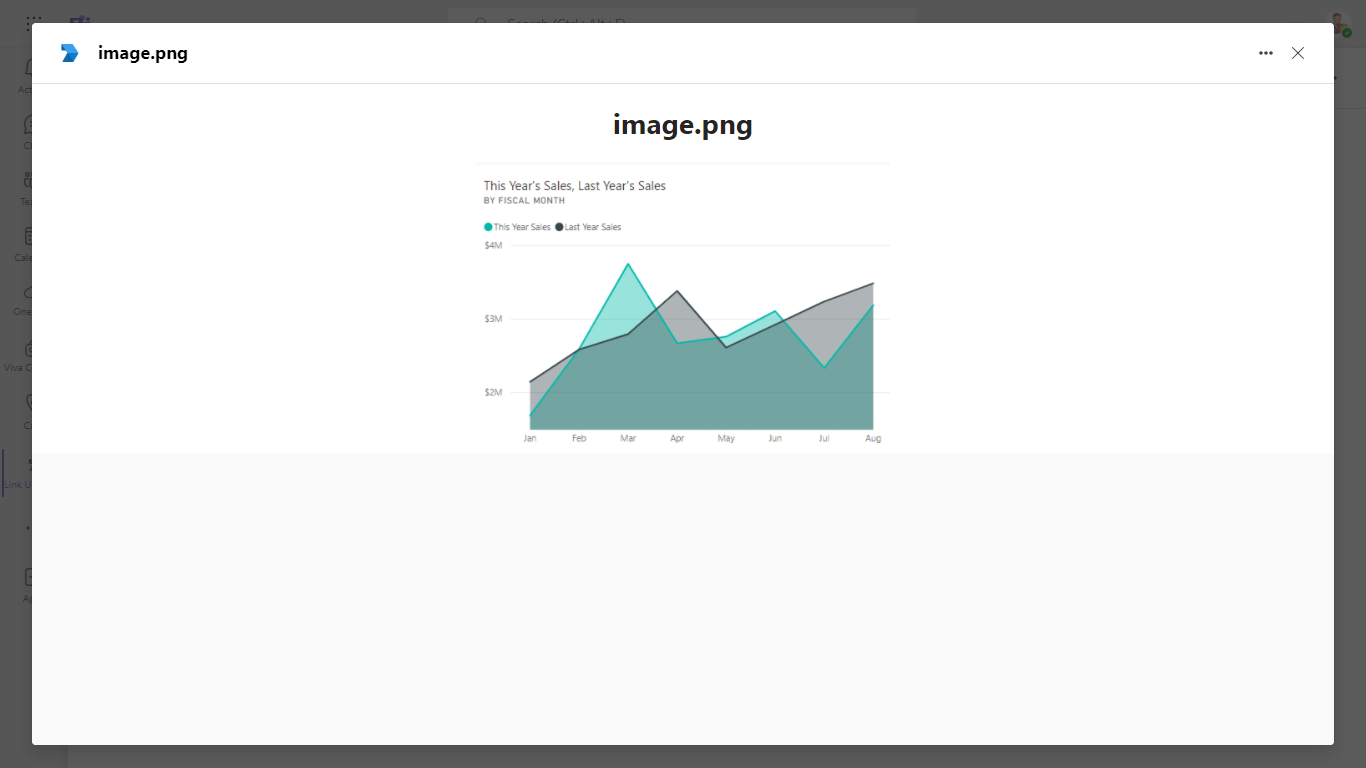 Search (Ctrl+Alt+E)
image.png
image.png
This Year's Sales, Last Year's Sales
BY FISCAL MONTH
This Year Sales Last Year Sales
$4M
$3M
$2M
Jan Feb Mar Apr May Jun Jul Aug